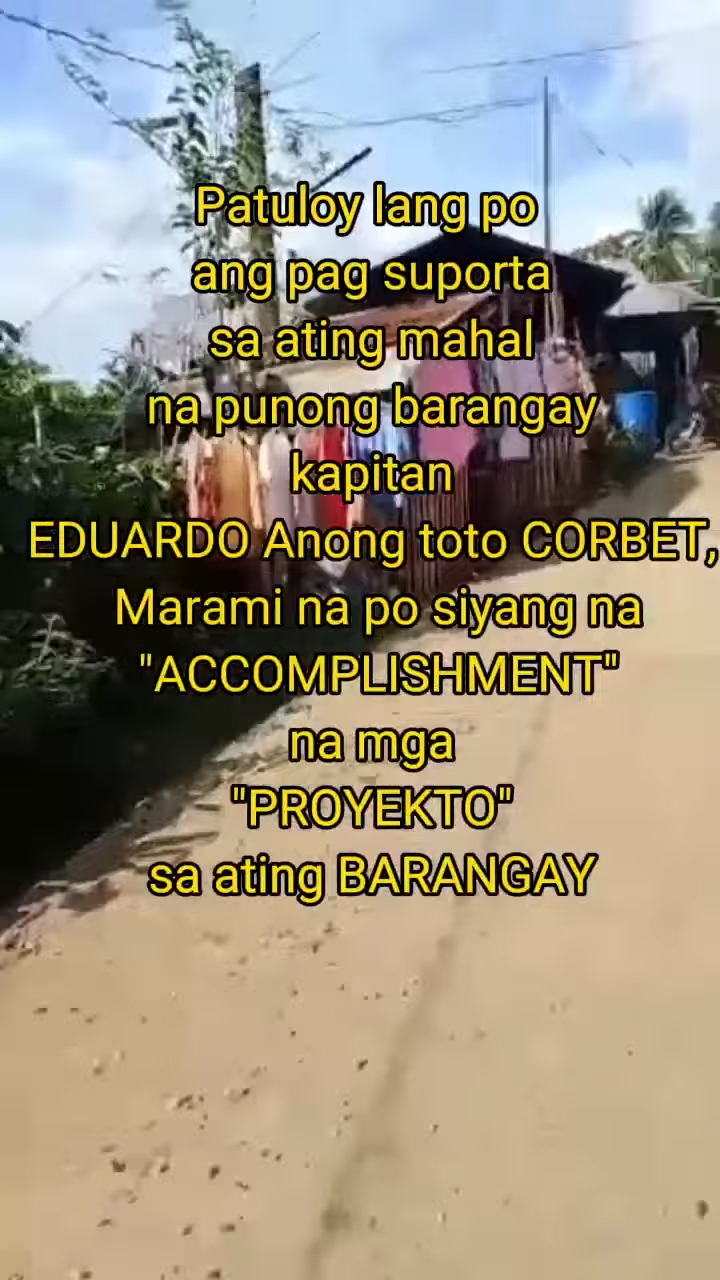 Patuloy lang po
ang pag suporta
sa ating mahal
na punong barangay
kapitan
EDUARDO Anong toto CORBET,
Marami na po siyang na
"ACCOMPLISHMENT"
na mga
"PROYEKTO"
sa ating BARANGAY